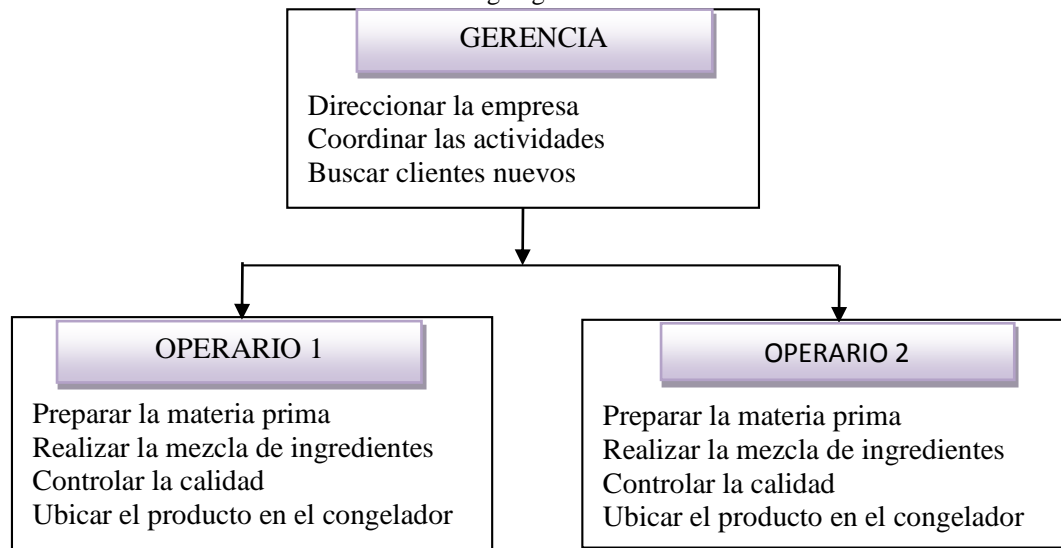 GERENCIA
Direccionar la empresa
Coordinar las actividades
Buscar clientes nuevos
OPERARIO 1
Preparar la materia prima
Realizar la mezcla de ingredientes
Controlar la calidad
Ubicar el producto en el congelador
OPERARIO 2
Preparar la materia prima
Realizar la mezcla de ingredientes
Controlar la calidad
Ubicar el producto en el congelador